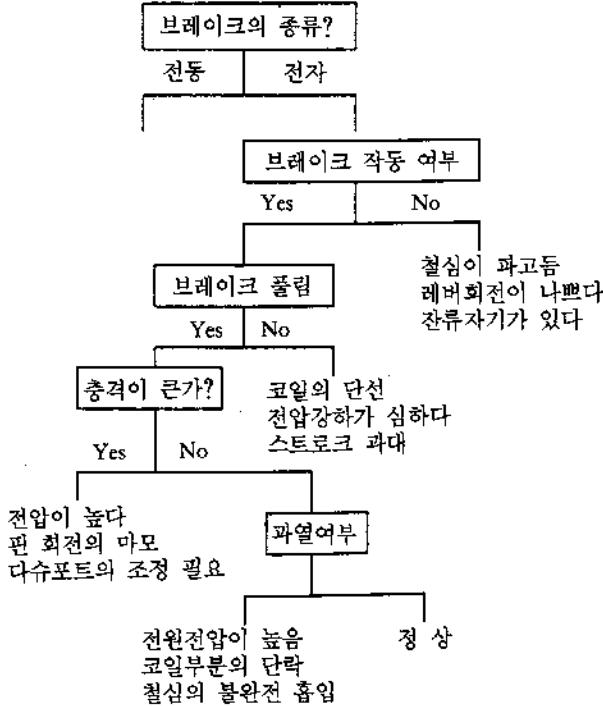 브레이크의 종류?
전동 전자
브레이크 작동 여부
Yes No
철심이 파고듬
레버회전이 나쁘다
잔류자기가 있다
브레이크 풀림
Yes No
코일의 단선
전압강하가 심하다
스트로크 과대
충격이 큰가?
Yes No
전압이 높다
핀 회전의 마모
다슈포트의 조정 필요
과열여부
전원전압이 높음
코일부분의 단락
철심의 불완전 흡입
정 상